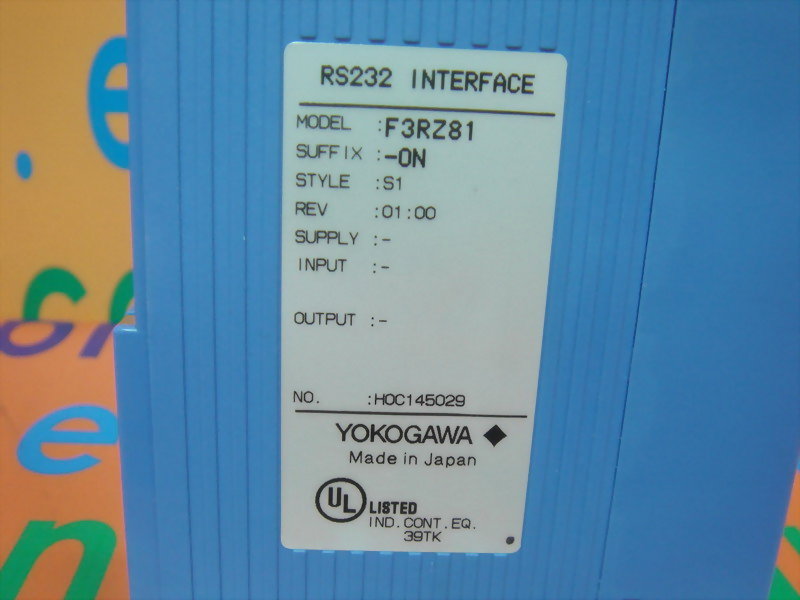 RS232 INTERFACE
MODEL :F3RZ81
SUFFIX :-0N
STYLE :S1
REV :01:00
SUPPLY :-
INPUT :-
OUTPUT :-
NO. :H0C145029
YOKOGAWA ◆
Made in Japan
UL LISTED
IND.CONT.EQ.
39TK